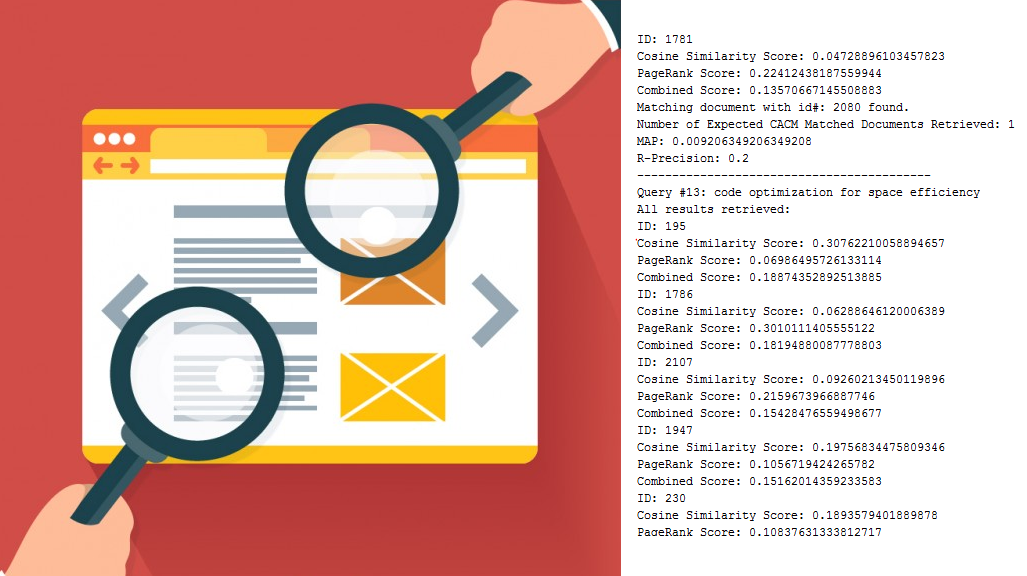 ID: 1781
Cosine Similarity Score: 0.04728896103457823
PageRank Score: 0.22412438187559944
Combined Score: 0.13570667145508883
Matching document with id#: 2080 found.
Number of Expected CACM Matched Documents Retrieved: 1
MAP: 0.009206349206349208
R-Precision: 0.2
------------------------------------------
Query #13: code optimization for space efficiency
All results retrieved:
ID: 195
Cosine Similarity Score: 0.30762210058894657
PageRank Score: 0.06986495726133114
Combined Score: 0.18874352892513885
ID: 1786
Cosine Similarity Score: 0.06288646120006389
PageRank Score: 0.3010111405555122
Combined Score: 0.18194880087778803
ID: 2107
Cosine Similarity Score: 0.09260213450119896
PageRank Score: 0.2159673966887746
Combined Score: 0.15428476559498677
ID: 1947
Cosine Similarity Score: 0.19756834475809346
PageRank Score: 0.1056719424265782
Combined Score: 0.15162014359233583
ID: 230
Cosine Similarity Score: 0.1893579401889878
PageRank Score: 0.10837631333812717